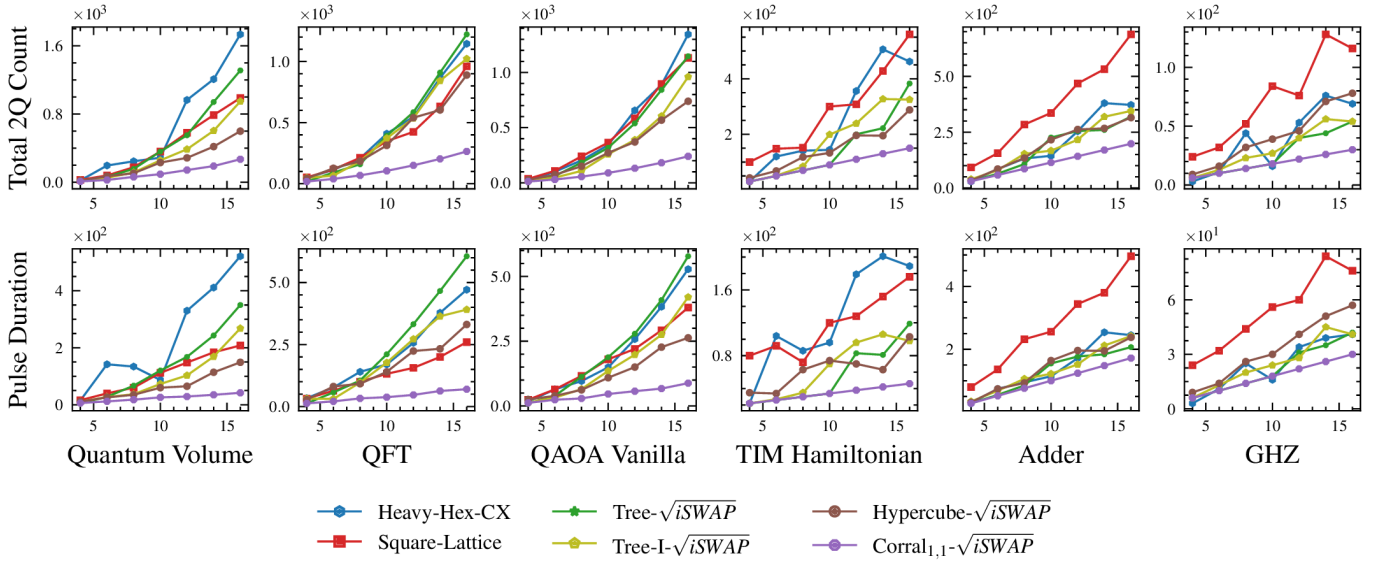 ×10³ ×10³ ×10³ ×10² ×10² ×10²
Total 2Q Count
1.6 0.8 0.0
1.0 0.5 0.0
1.0 0.5 0.0
4.0 2.0
5.0 2.5 0.0
1.0 0.5 0.0
5 10 15 5 10 15 5 10 15 5 10 15 5 10 15 5 10 15
×10² ×10² ×10² ×10² ×10² ×10¹
Pulse Duration
4 2 0
5.0 2.5 0.0
5.0 2.5 0.0
1.6 0.8
4 2
6 3 0
5 10 15 5 10 15 5 10 15 5 10 15 5 10 15 5 10 15
Quantum Volume QFT QAOA Vanilla TIM Hamiltonian Adder GHZ
Heavy-Hex-CX Tree-√iSWAP Hypercube-√iSWAP
Square-Lattice Tree-I-√iSWAP Corral₁,₁-√iSWAP